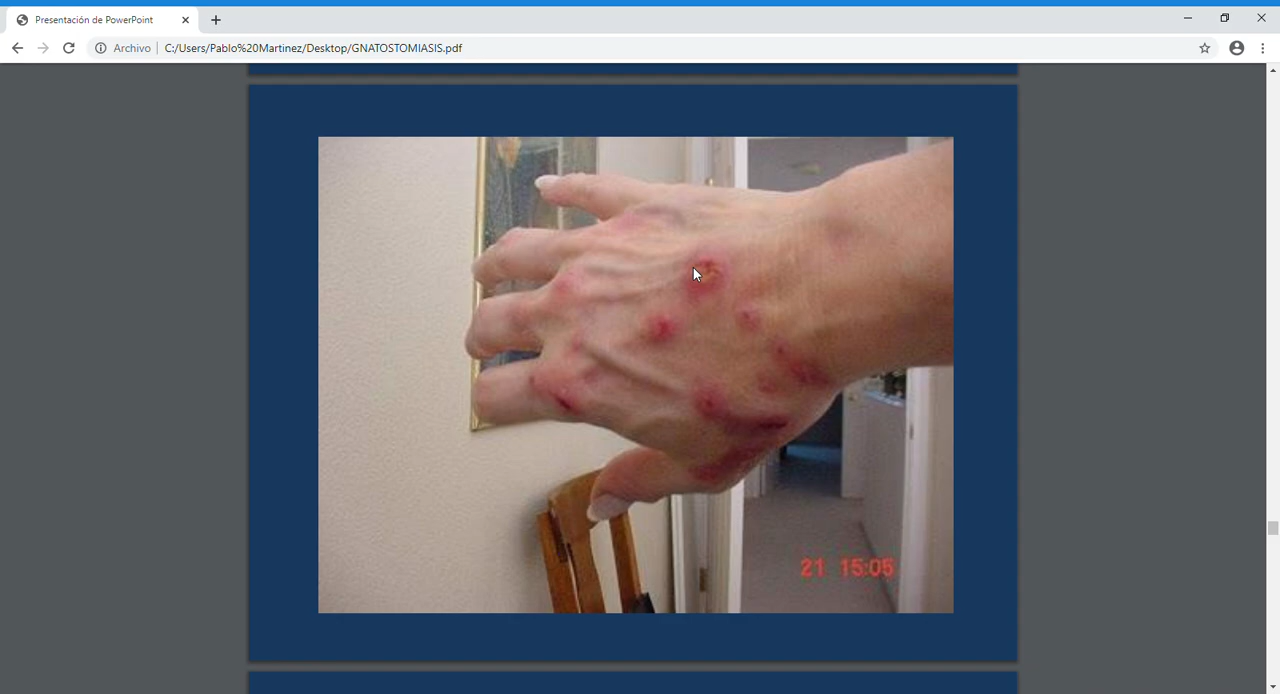 Presentación de PowerPoint
Archivo
C:/Users/Pablo%20Martinez/Desktop/GNATOSTOMIASIS.pdf
21 15:05